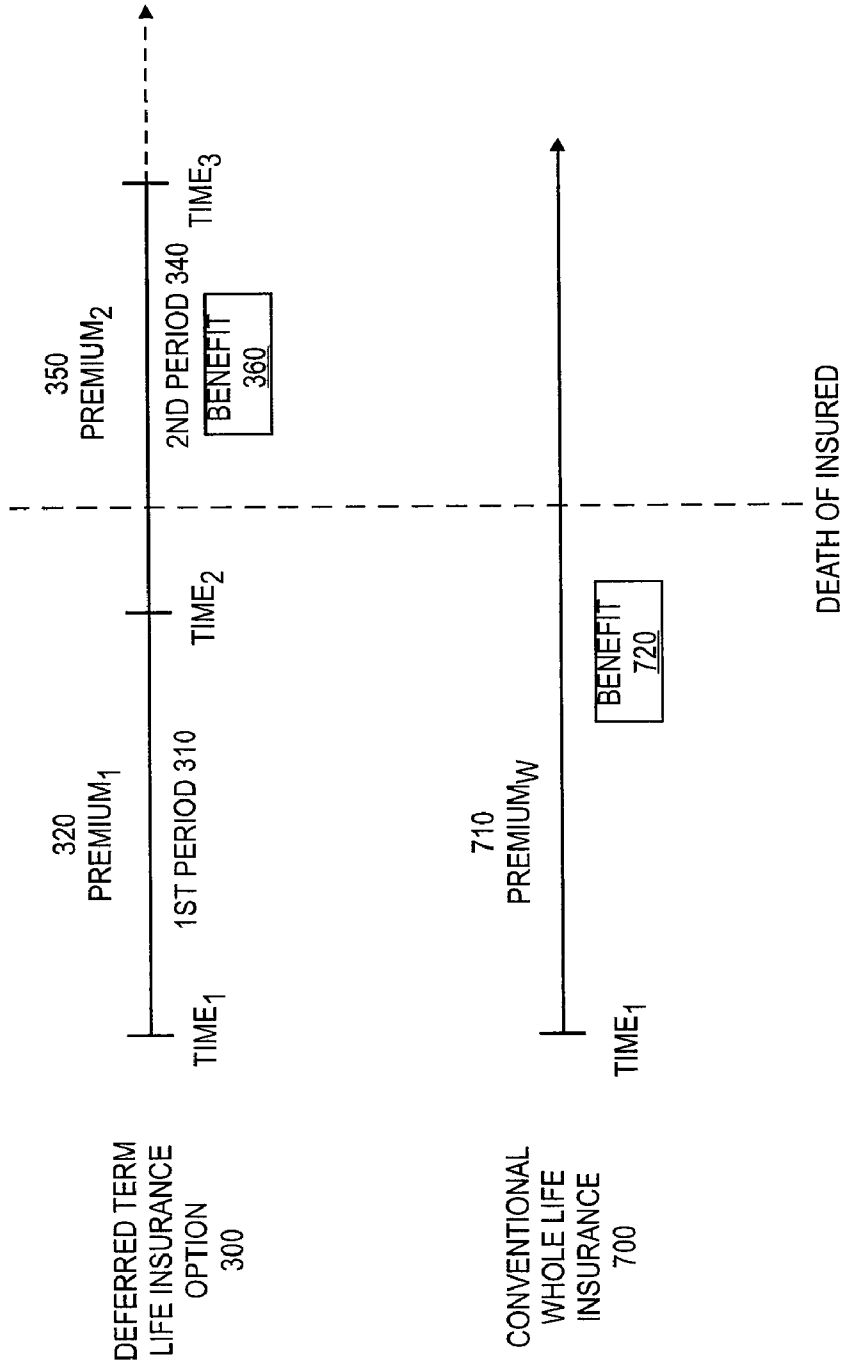 DEFERRED TERM
LIFE INSURANCE
OPTION
300
320
PREMIUM1
350
PREMIUM2
1ST PERIOD 310
2ND PERIOD 340
BENEFIT
360
TIME1
TIME2
TIME3
CONVENTIONAL
WHOLE LIFE
INSURANCE
700
710
PREMIUMW
BENEFIT
720
TIME1
DEATH OF INSURED